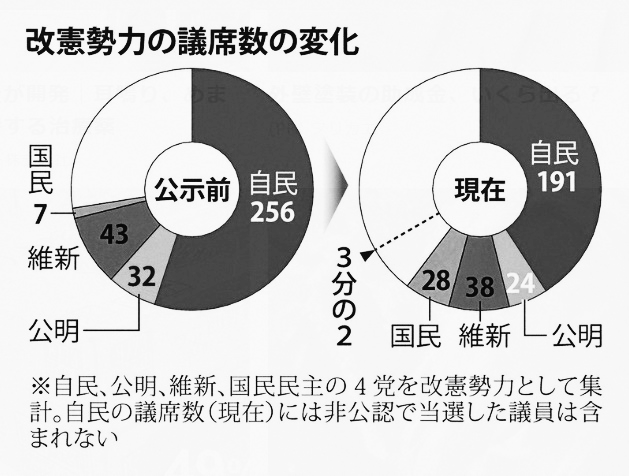 改憲勢力の議席数の変化
公示前
自民
256
公明
32
維新
43
国民
7
現在
自民
191
公明
24
維新
38
国民
28
3分の2
※自民、公明、維新、国民民主の4党を改憲勢力として集
計。自民の議席数(現在)には非公認で当選した議員は含
まれない